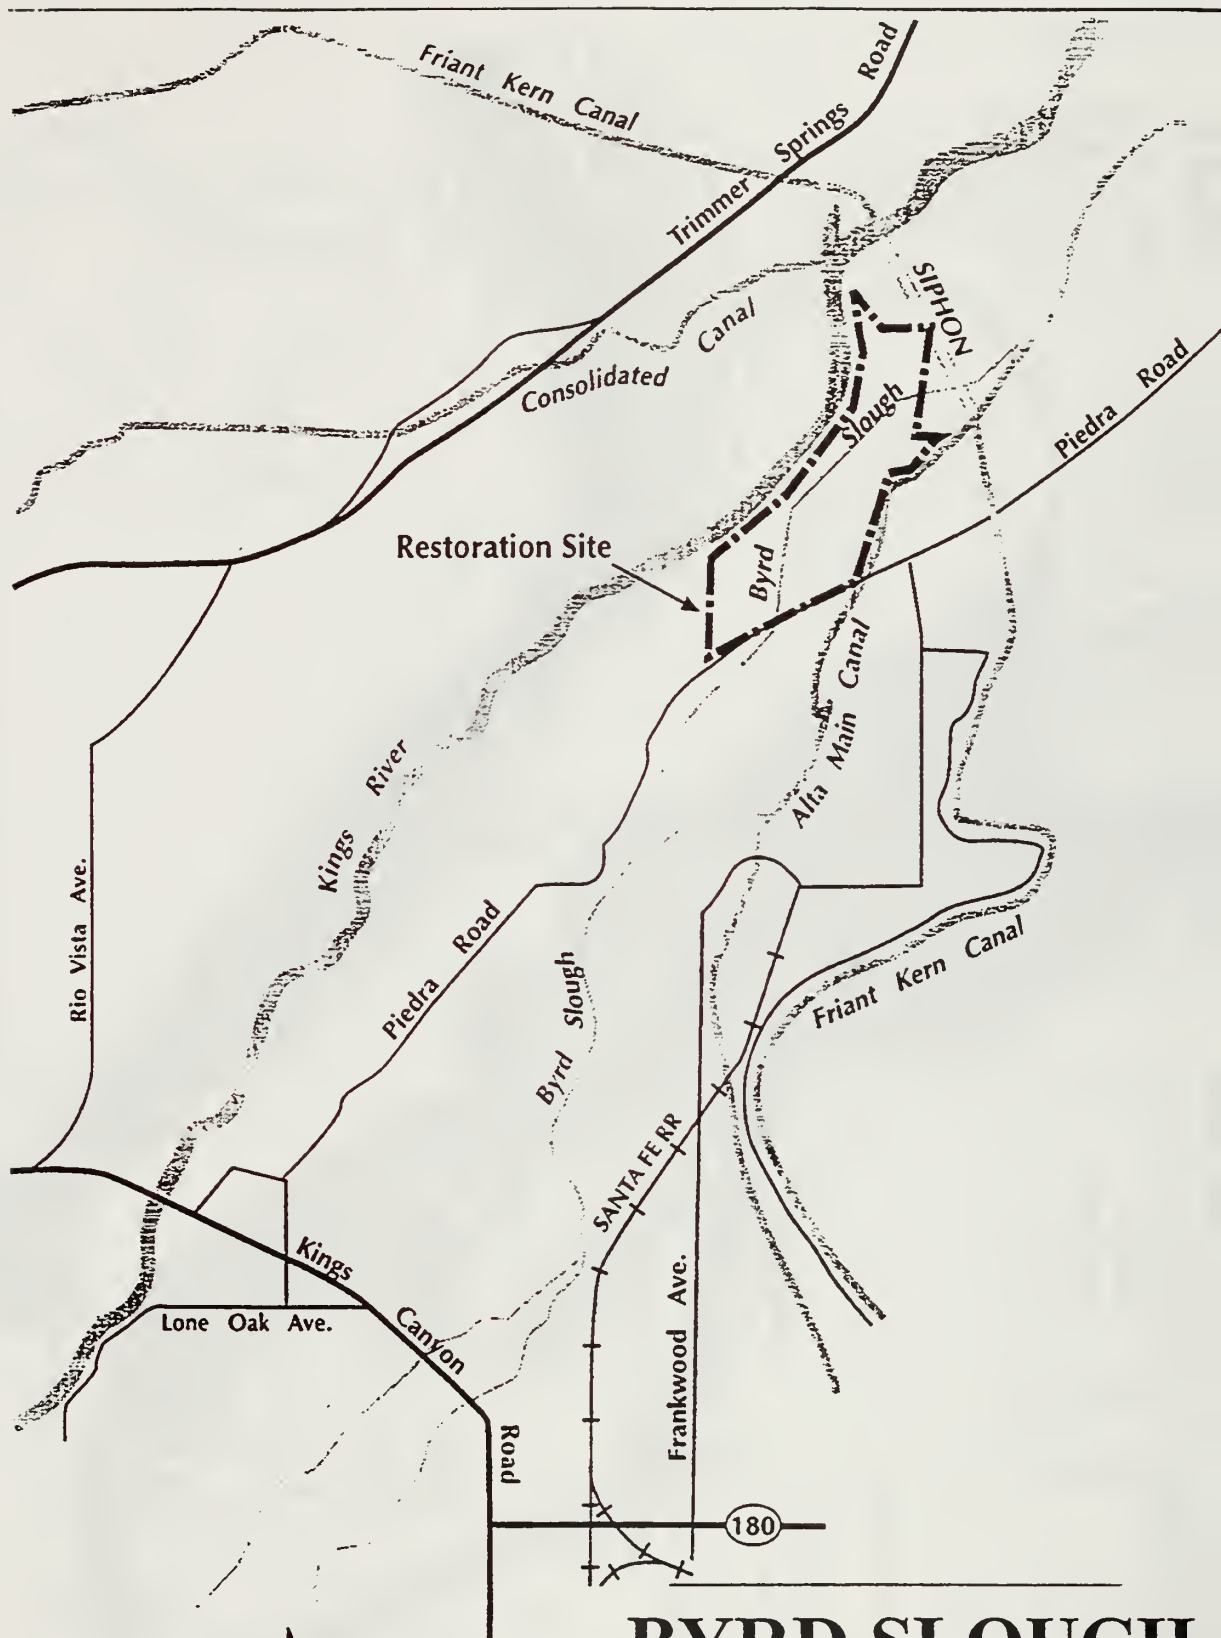 Friant Kern Canal
Trimmer Springs Road
SIPHON
Consolidated Canal
Slough
Byrd
Piedra Road
Restoration Site
Alta Main Canal
Kings River
Rio Vista Ave.
Piedra Road
Byrd Slough
Friant Kern Canal
SANTA FE RR
Frankwood Ave.
Kings Canyon Road
Lone Oak Ave.
180
BYRD SLOUGH